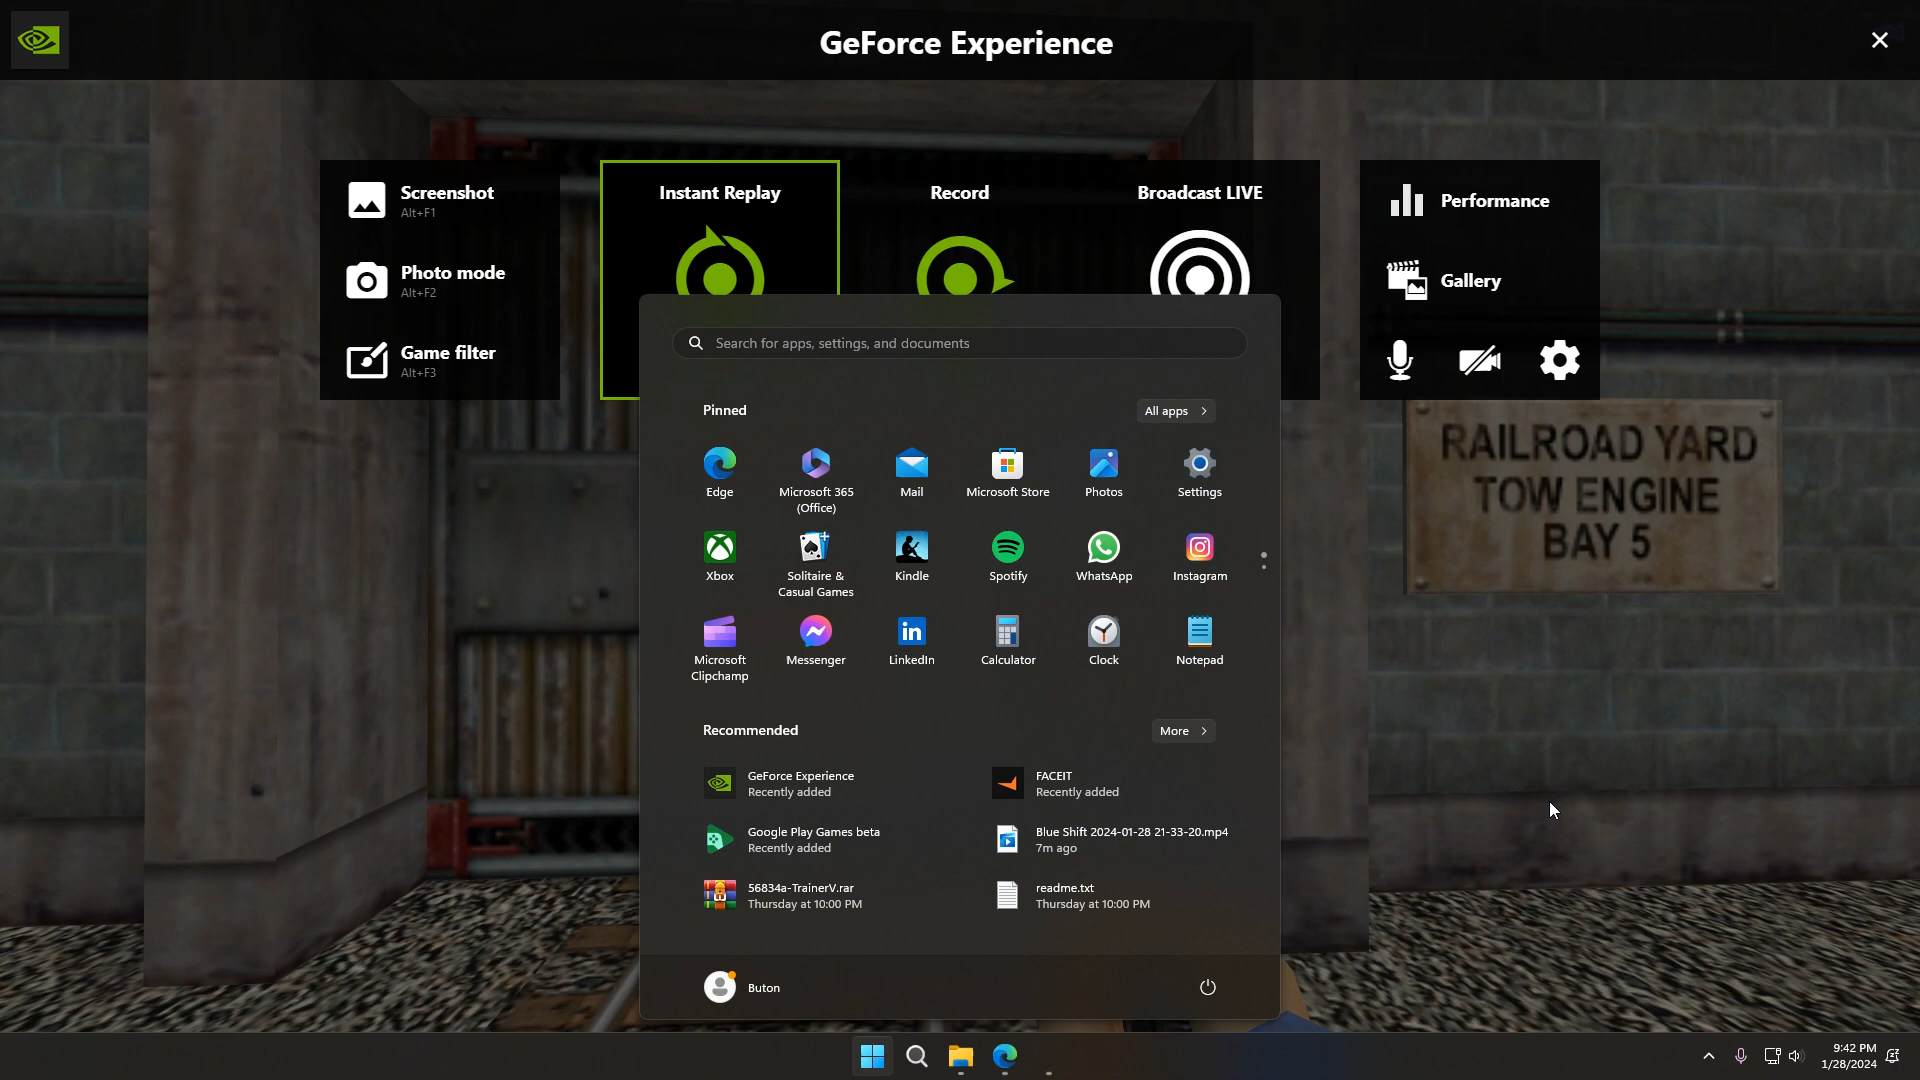 GeForce Experience
Screenshot
Alt+F1
Photo mode
Alt+F2
Game filter
Alt+F3
Instant Replay
Record
Broadcast LIVE
Performance
Gallery
RAILROAD YARD
TOW ENGINE
BAY 5
Search for apps, settings, and documents
Pinned
All apps
Edge
Microsoft 365
(Office)
Mail
Microsoft Store
Photos
Settings
Xbox
Solitaire &
Casual Games
Kindle
Spotify
WhatsApp
Instagram
Microsoft
Clipchamp
Messenger
LinkedIn
Calculator
Clock
Notepad
Recommended
More
GeForce Experience
Recently added
FACEIT
Recently added
Google Play Games beta
Recently added
Blue Shift 2024-01-28 21-33-20.mp4
7m ago
56834a-TrainerV.rar
Thursday at 10:00 PM
readme.txt
Thursday at 10:00 PM
Buton
9:42 PM
1/28/2024